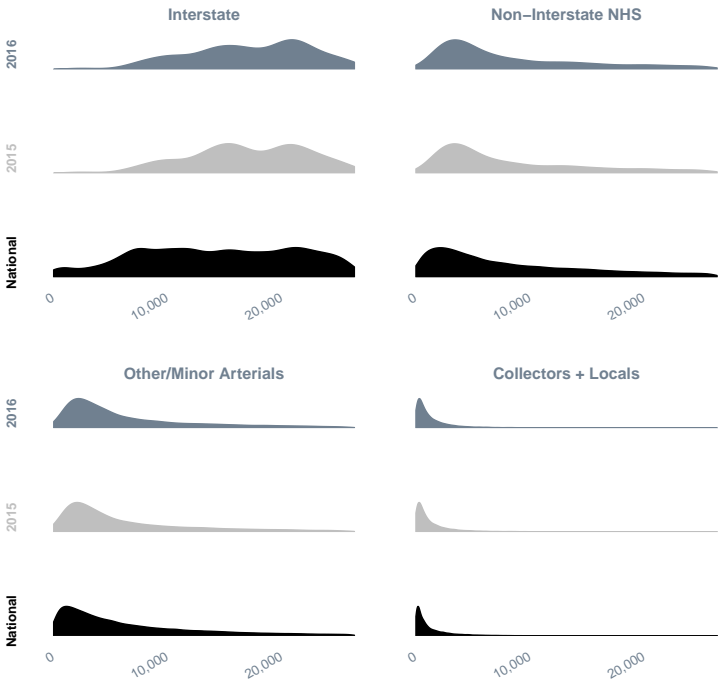 Interstate
Non−Interstate NHS
2016
2015
National
0
10,000
20,000
0
10,000
20,000
Other/Minor Arterials
Collectors + Locals
2016
2015
National
0
10,000
20,000
0
10,000
20,000